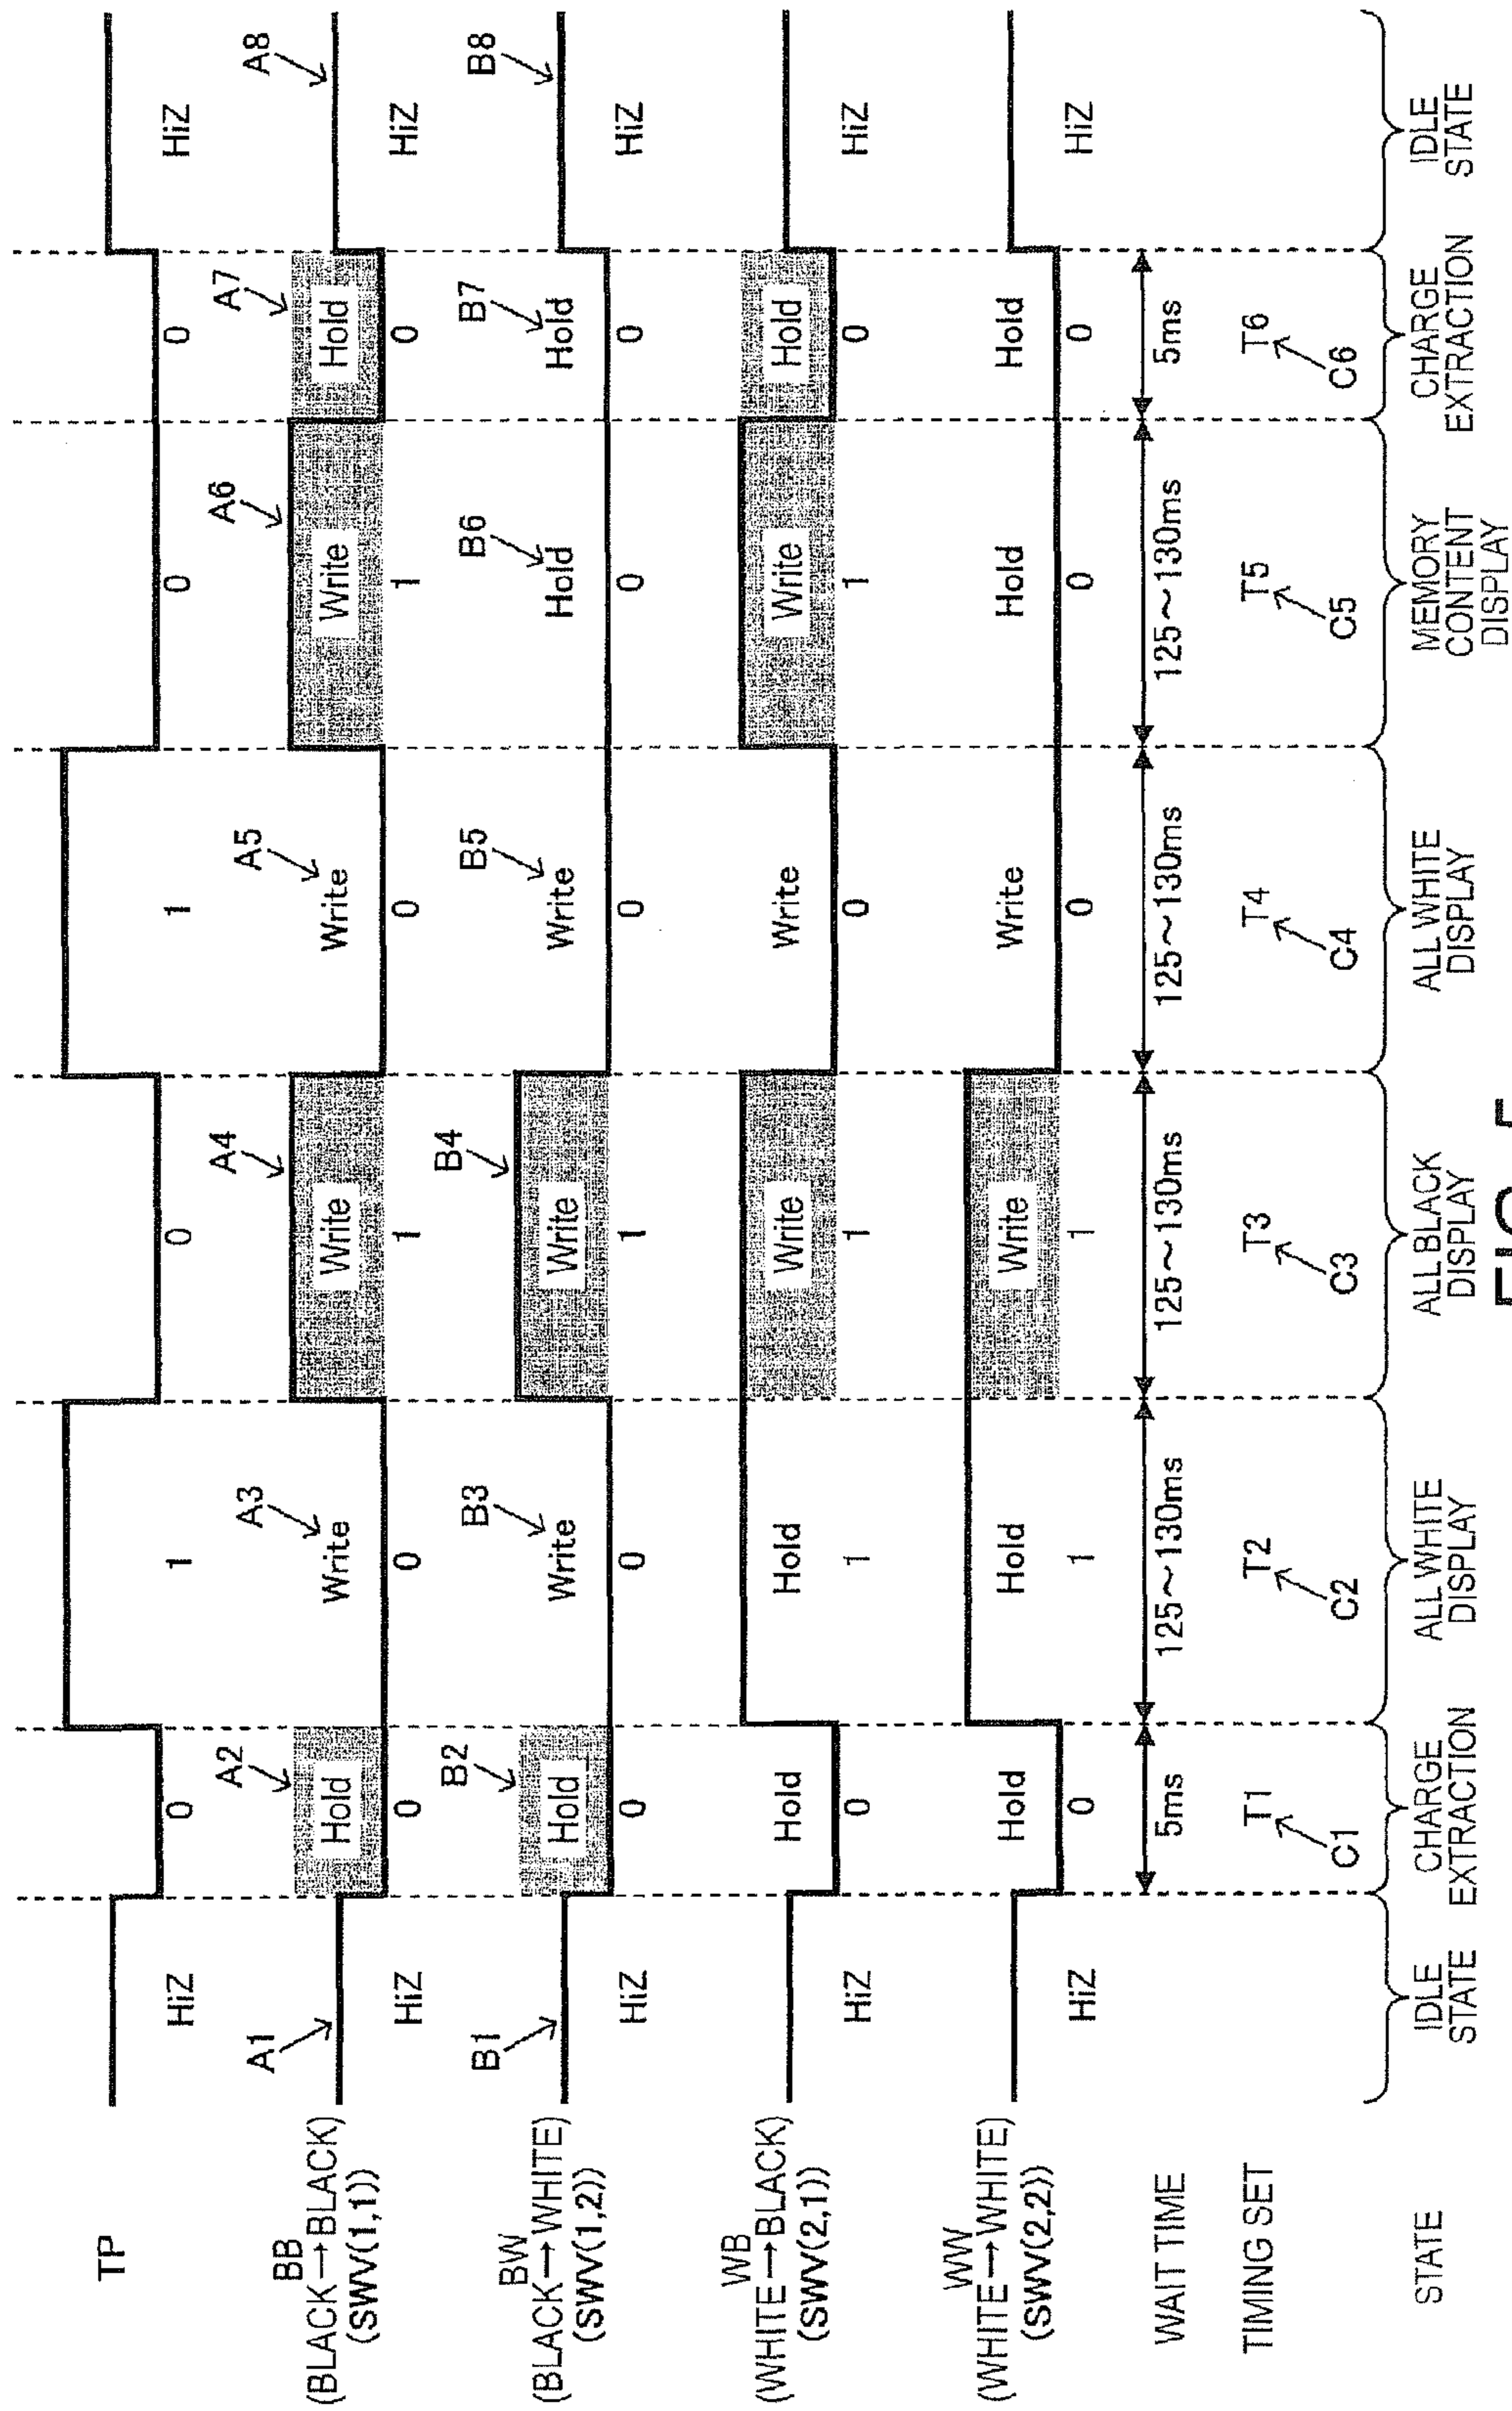 TP
HiZ
0
1
0
1
0
0
HiZ
BB
(BLACK→BLACK)
(SWV(1,1))
A1
A2
A3
A4
A5
A6
A7
A8
Hold
Write
Write
Write
Write
Hold
HiZ
0
0
1
0
1
0
HiZ
BW
(BLACK→WHITE)
(SWV(1,2))
B1
B2
B3
B4
B5
B6
B7
B8
Hold
Write
Write
Write
Hold
Hold
HiZ
0
0
1
0
0
0
HiZ
WB
(WHITE→BLACK)
(SWV(2,1))
Hold
Hold
Write
Write
Write
Hold
HiZ
0
1
1
0
1
0
HiZ
WW
(WHITE→WHITE)
(SWV(2,2))
Hold
Hold
Write
Write
Hold
Hold
HiZ
0
1
1
0
0
0
HiZ
WAIT TIME
5ms
125~130ms
125~130ms
125~130ms
125~130ms
5ms
TIMING SET
T1
T2
T3
T4
T5
T6
C1
C2
C3
C4
C5
C6
STATE
IDLE
STATE
CHARGE
EXTRACTION
ALL WHITE
DISPLAY
ALL BLACK
DISPLAY
ALL WHITE
DISPLAY
MEMORY
CONTENT
DISPLAY
CHARGE
EXTRACTION
IDLE
STATE